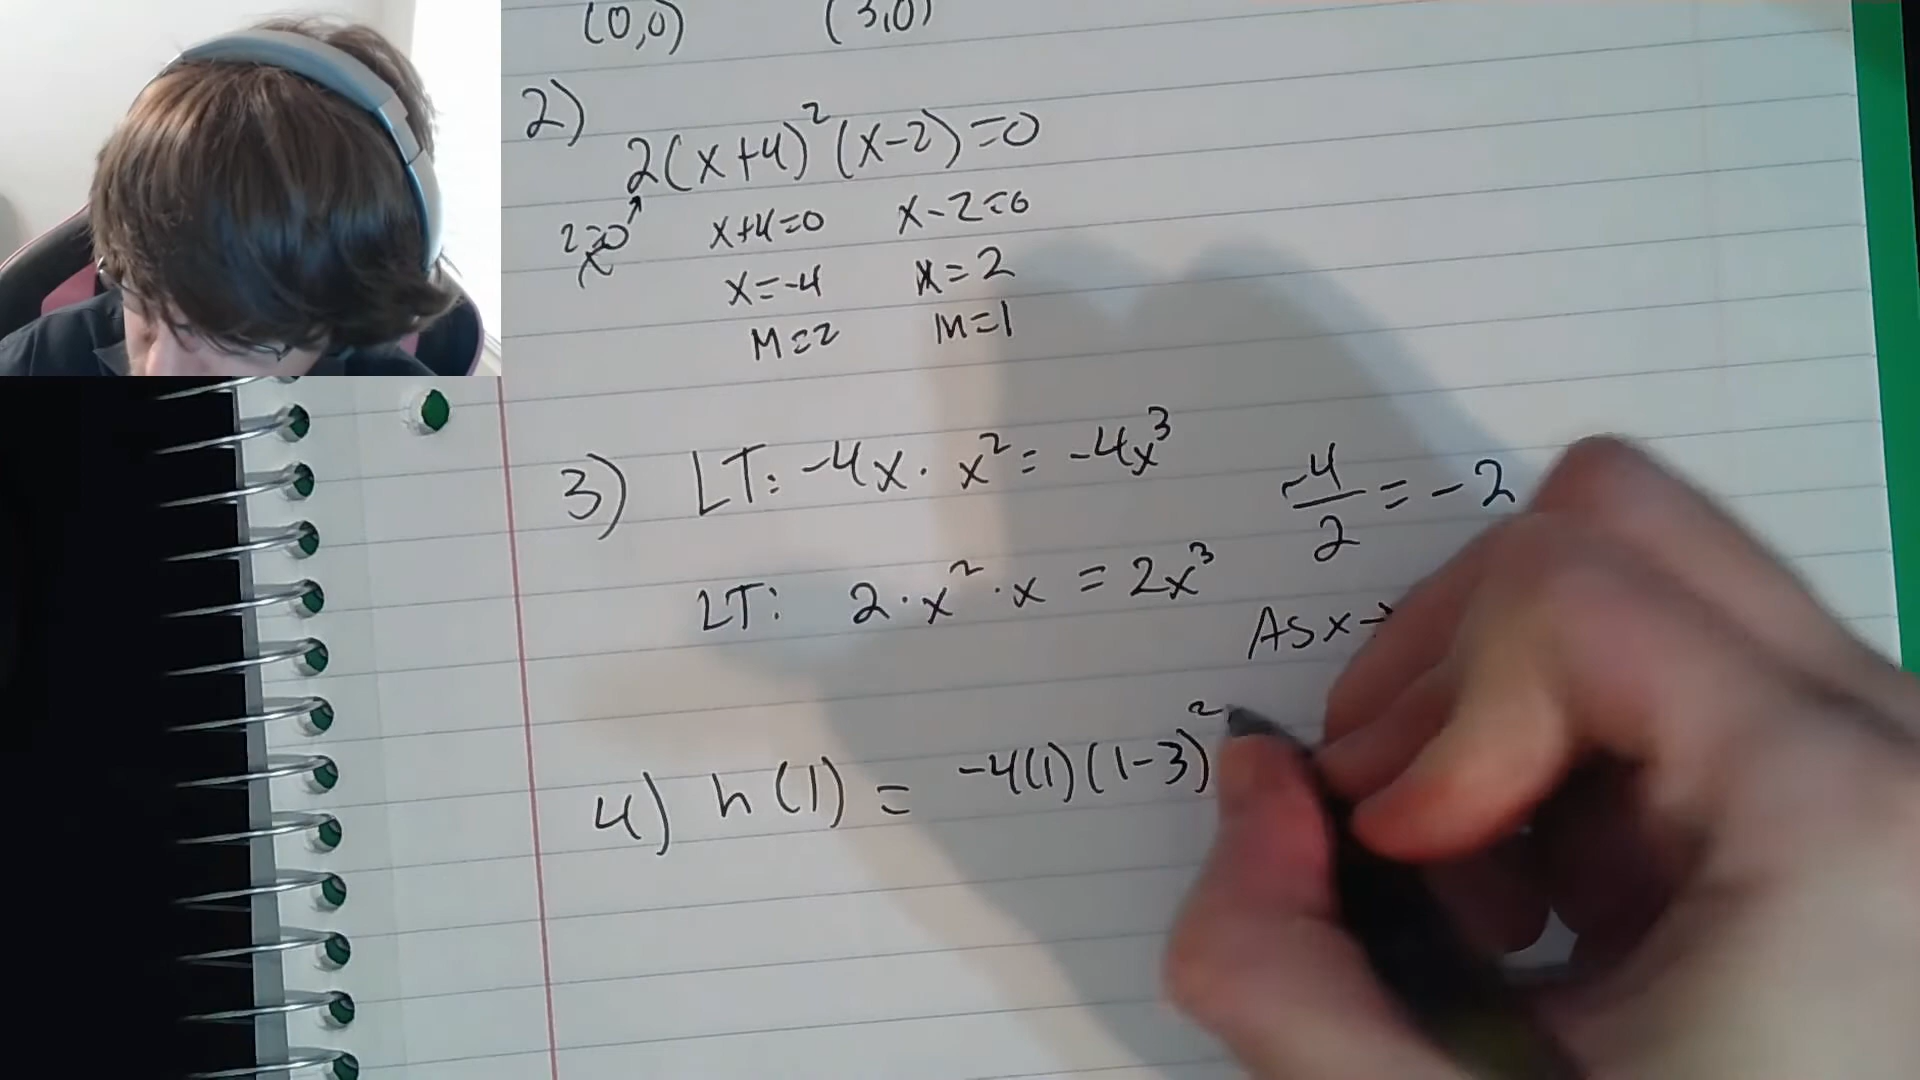 (0,0) (3,0)
2)
2(x+4)²(x-2)=0
2=0 x+4=0 x-2=0
x=-4 x=2
M=2 m=1
3) LT: -4x · x² = -4x³ -4/2 = -2
LT: 2 · x² · x = 2x³
As x→
4) h(1) = -4(1)(1-3)²